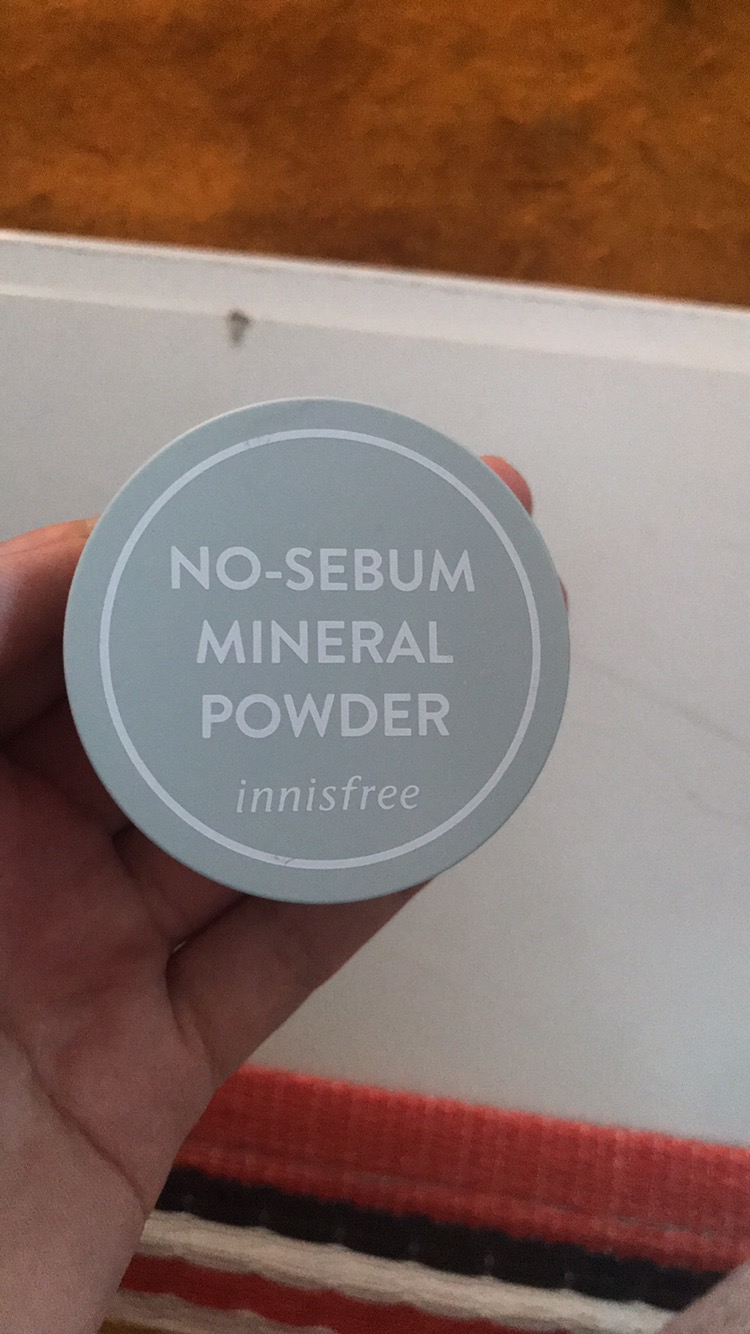 NO-SEBUM
MINERAL
POWDER
innisfree